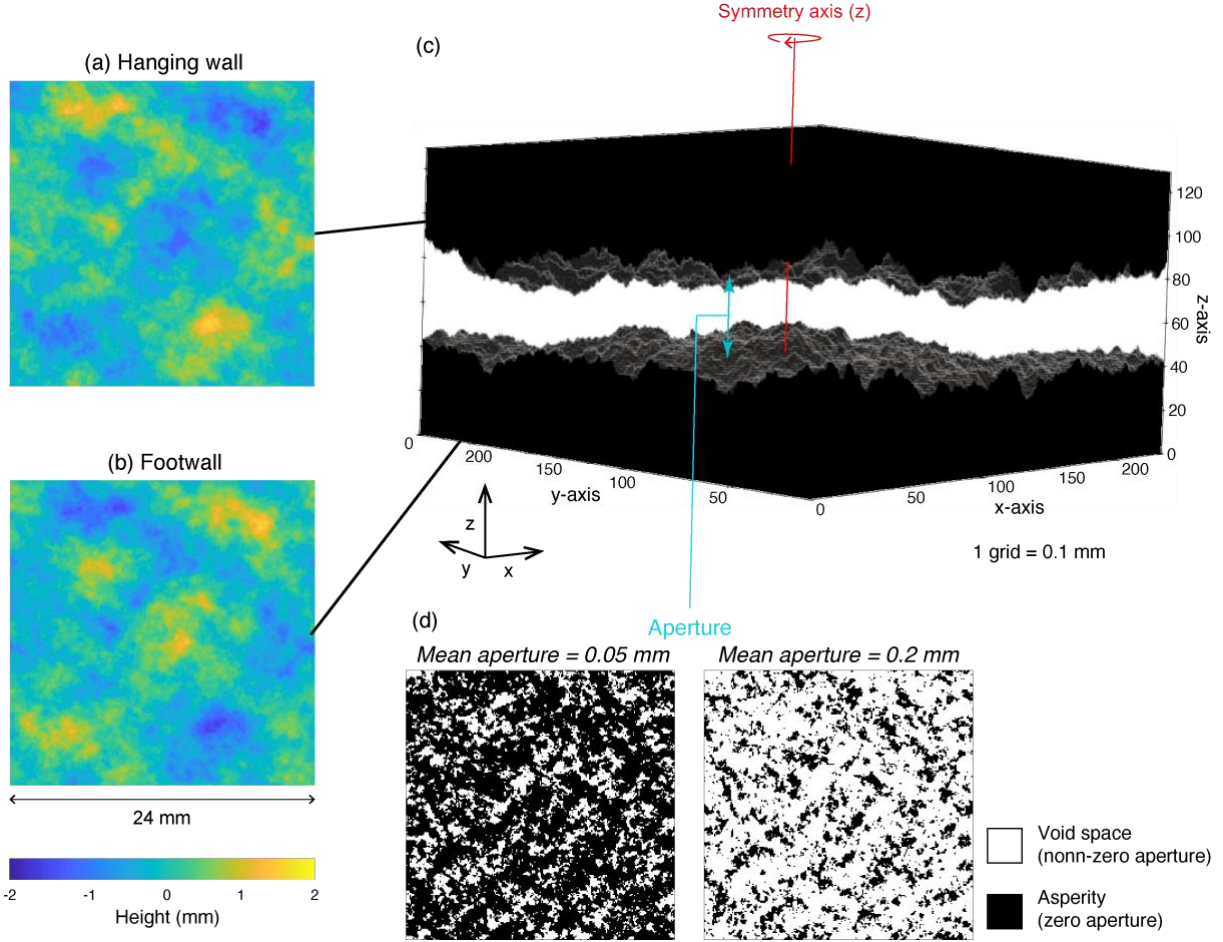 Symmetry axis (z)
(c)
(a) Hanging wall
120
100
80
60
40
20
0
z-axis
0
200
150
100
50
y-axis
0
50
100
150
200
x-axis
z
y
x
1 grid = 0.1 mm
Aperture
(b) Footwall
24 mm
-2
-1
0
1
2
Height (mm)
(d)
Mean aperture = 0.05 mm
Mean aperture = 0.2 mm
Void space
(nonn-zero aperture)
Asperity
(zero aperture)